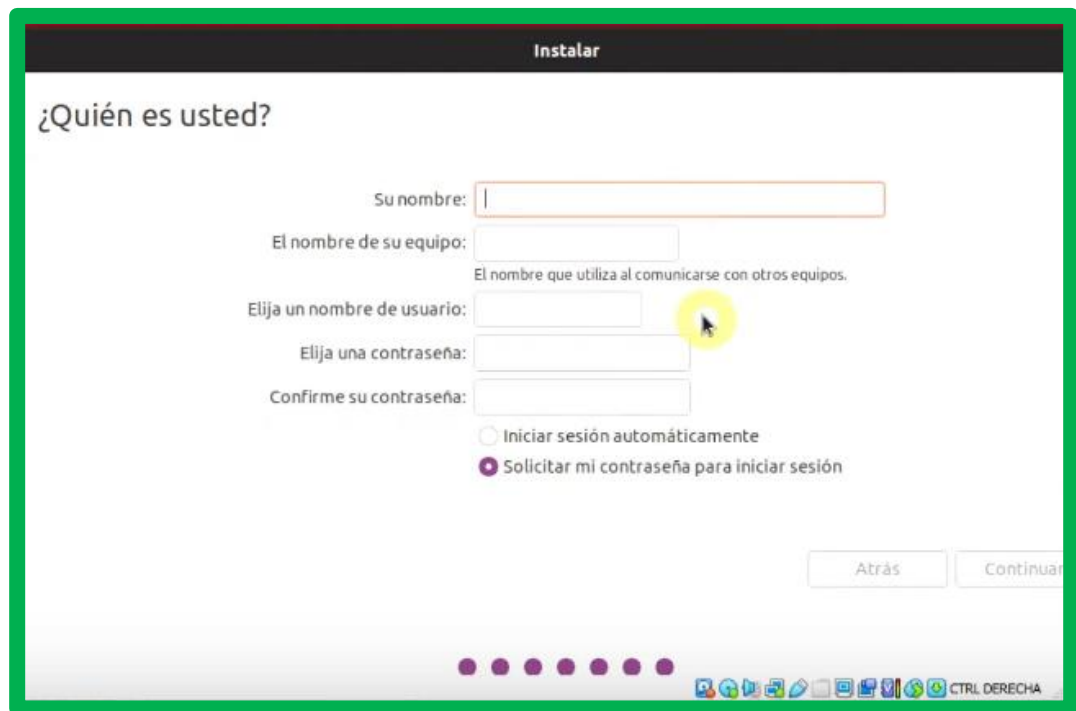 Instalar
¿Quién es usted?
Su nombre:
El nombre de su equipo:
El nombre que utiliza al comunicarse con otros equipos.
Elija un nombre de usuario:
Elija una contraseña:
Confirme su contraseña:
Iniciar sesión automáticamente
Solicitar mi contraseña para iniciar sesión
Atrás Continuar
CTRL DERECHA